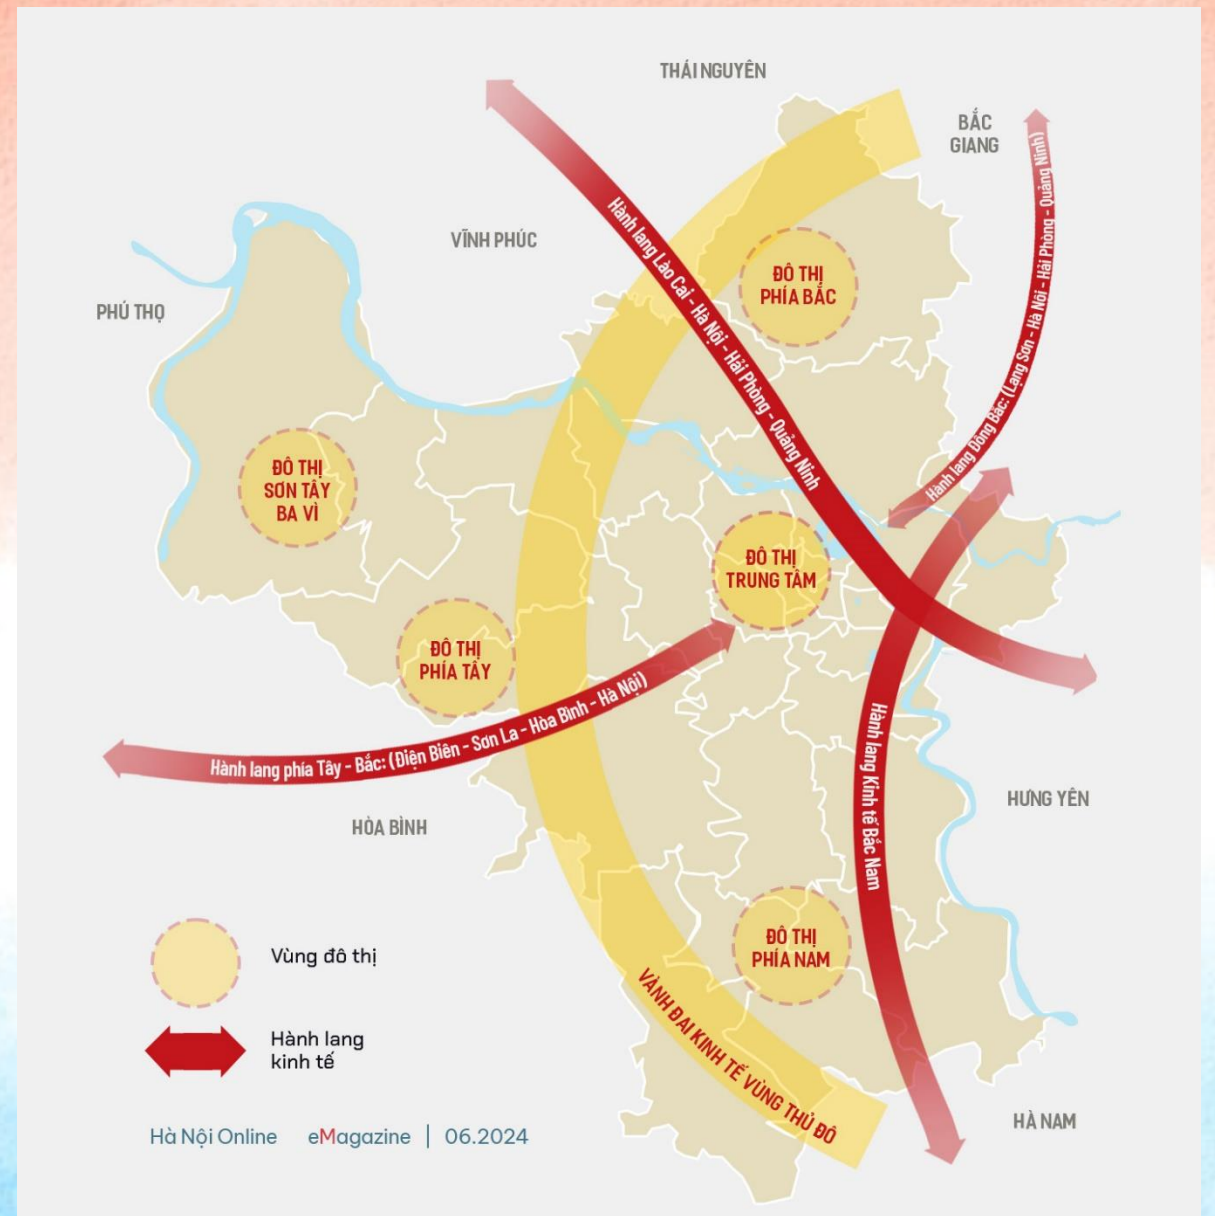 THÁI NGUYÊN
BẮC
GIANG
VĨNH PHÚC
PHÚ THỌ
Hành lang Lào Cai - Hà Nội - Hải Phòng - Quảng Ninh
Hành lang Đông Bắc: (Lạng Sơn - Hà Nội - Hải Phòng - Quảng Ninh)
ĐÔ THỊ
PHÍA BẮC
ĐÔ THỊ
SƠN TÂY
BA VÌ
ĐÔ THỊ
TRUNG TÂM
ĐÔ THỊ
PHÍA TÂY
Hành lang phía Tây - Bắc: (Điện Biên - Sơn La - Hòa Bình - Hà Nội)
Hành lang Kinh tế Bắc Nam
HƯNG YÊN
HÒA BÌNH
ĐÔ THỊ
PHÍA NAM
VÀNH ĐAI KINH TẾ VÙNG THỦ ĐÔ
HÀ NAM
Vùng đô thị
Hành lang
kinh tế
Hà Nội Online eMagazine | 06.2024